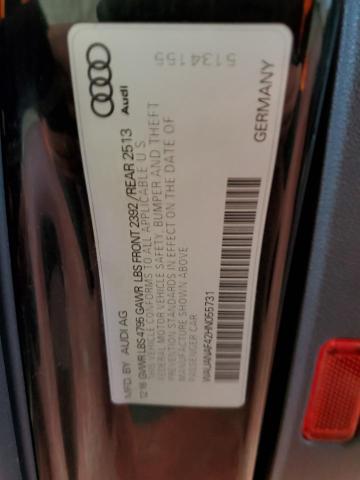 Audi
5134155
MFD. BY AUDI AG
12/16 GVWR LBS 4795 GAWR LBS FRONT 2392/REAR 2513
THIS VEHICLE CONFORMS TO ALL APPLICABLE U S
FEDERAL MOTOR VEHICLE SAFETY, BUMPER AND THEFT
PREVENTION STANDARDS IN EFFECT ON THE DATE OF
MANUFACTURE SHOWN ABOVE
PASSENGER CAR
WAUANAF42HN055731
GERMANY